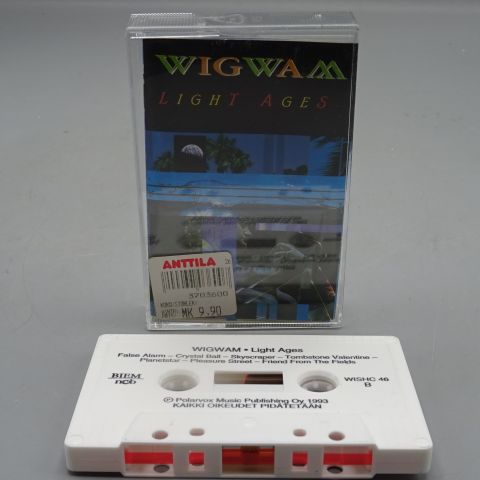 WIGWAM
LIGHT AGES
ANTTILA
26
3703600
MK 9.90
WIGWAM • Light Ages
False Alarm – Crystal Ball – Skyscraper – Tombstone Valentine –
Planetstar – Pleasure Street – Friend From The Fields
BIEM
ncb
WISHC 46
B
℗ Polarvox Music Publishing Oy 1993
KAIKKI OIKEUDET PIDÄTETÄÄN